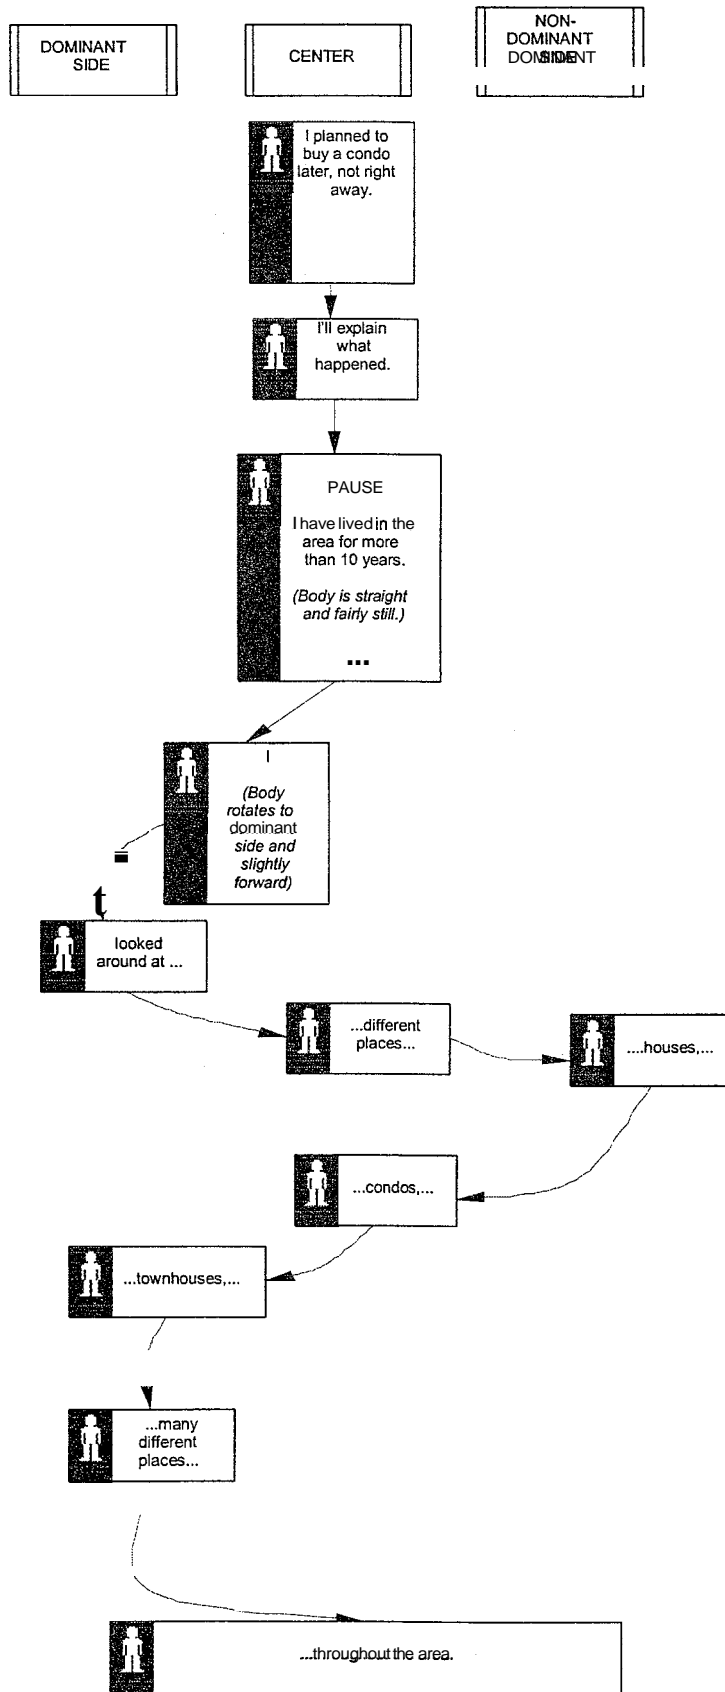 DOMINANT
SIDE
CENTER
NON-
DOMINANT
SIDE
I planned to
buy a condo
later, not right
away.
I'll explain
what
happened.
PAUSE
I have lived in the
area for more
than 10 years.
(Body is straight
and fairly still.)
...
I
(Body
rotates to
dominant
side and
slightly
forward)
t
looked
around at ...
...different
places...
....houses,...
...condos,...
...townhouses,...
...many
different
places...
...throughout the area.